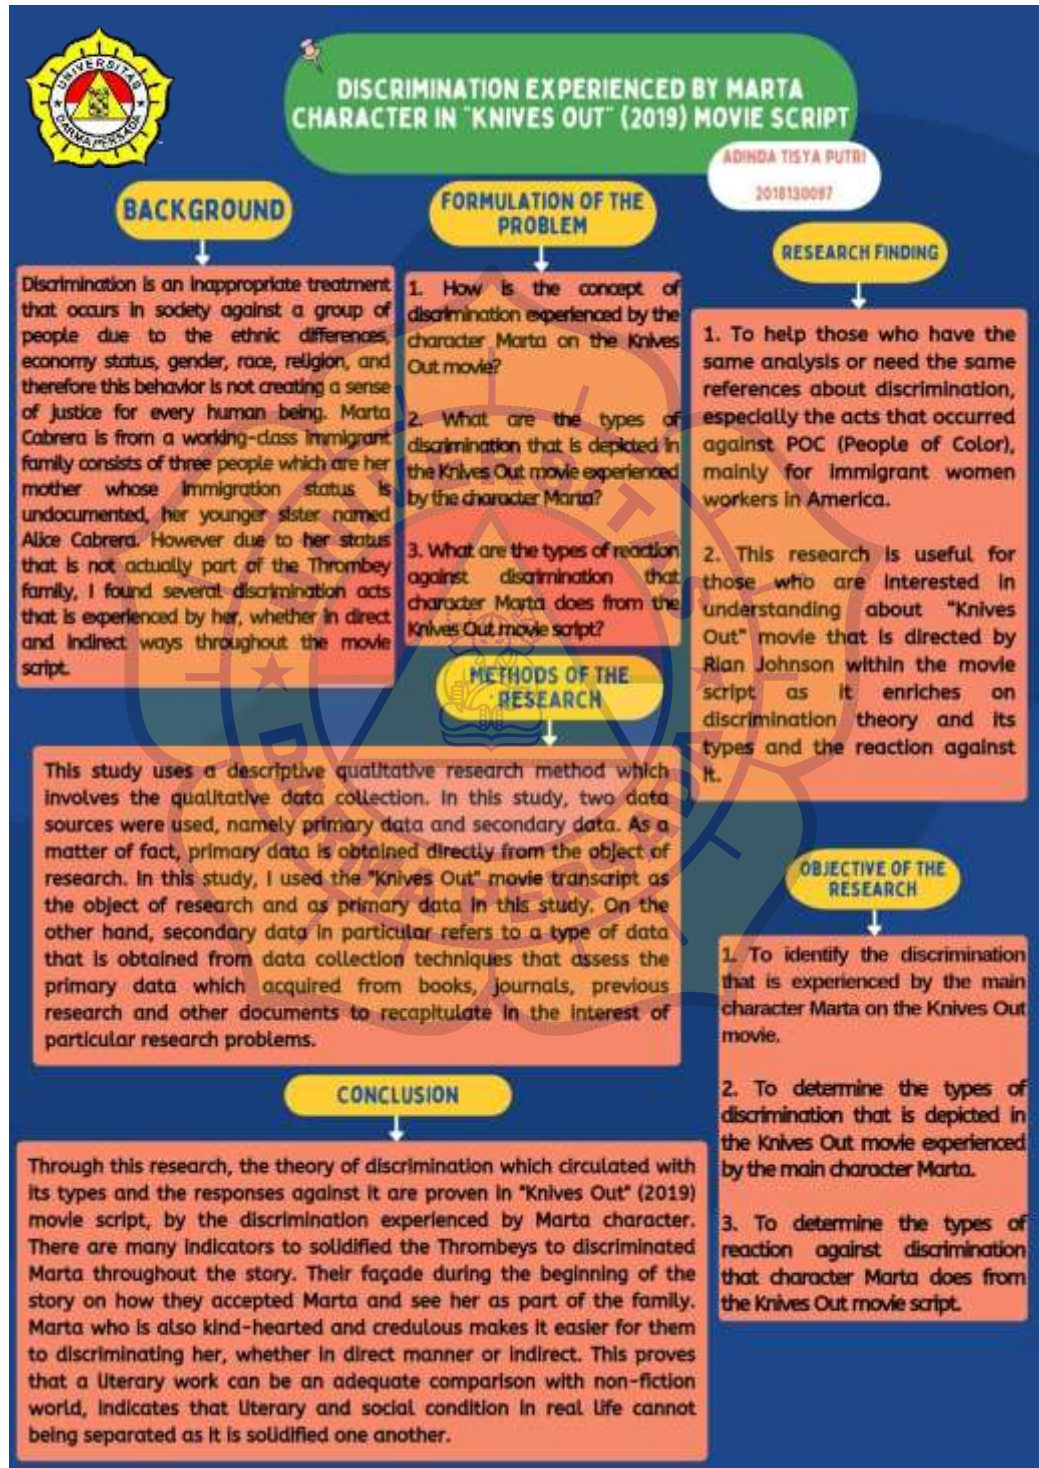 UNIVERSITAS
DARMA PERSADA
DISCRIMINATION EXPERIENCED BY MARTA
CHARACTER IN "KNIVES OUT" (2019) MOVIE SCRIPT
ADINDA TISYA PUTRI
2018130097
BACKGROUND
Discrimination is an inappropriate treatment
that occurs in society against a group of
people due to the ethnic differences,
economy status, gender, race, religion, and
therefore this behavior is not creating a sense
of justice for every human being. Marta
Cabrera is from a working-class immigrant
family consists of three people which are her
mother whose immigration status is
undocumented, her younger sister named
Alice Cabrera. However due to her status
that is not actually part of the Thrombey
family, I found several discrimination acts
that is experienced by her, whether in direct
and indirect ways throughout the movie
script.
FORMULATION OF THE
PROBLEM
1. How is the concept of
discrimination experienced by the
character Marta on the Knives
Out movie?
2. What are the types of
discrimination that is depicted in
the Knives Out movie experienced
by the character Marta?
3. What are the types of reaction
against discrimination that
character Marta does from the
Knives Out movie script?
RESEARCH FINDING
1. To help those who have the
same analysis or need the same
references about discrimination,
especially the acts that occurred
against POC (People of Color),
mainly for immigrant women
workers in America.
2. This research is useful for
those who are interested in
understanding about "Knives
Out" movie that is directed by
Rian Johnson within the movie
script as it enriches on
discrimination theory and its
types and the reaction against
it.
METHODS OF THE
RESEARCH
This study uses a descriptive qualitative research method which
involves the qualitative data collection. In this study, two data
sources were used, namely primary data and secondary data. As a
matter of fact, primary data is obtained directly from the object of
research. In this study, I used the "Knives Out" movie transcript as
the object of research and as primary data in this study. On the
other hand, secondary data in particular refers to a type of data
that is obtained from data collection techniques that assess the
primary data which acquired from books, journals, previous
research and other documents to recapitulate in the interest of
particular research problems.
OBJECTIVE OF THE
RESEARCH
1. To identify the discrimination
that is experienced by the main
character Marta on the Knives Out
movie.
2. To determine the types of
discrimination that is depicted in
the Knives Out movie experienced
by the main character Marta.
3. To determine the types of
reaction against discrimination
that character Marta does from
the Knives Out movie script.
CONCLUSION
Through this research, the theory of discrimination which circulated with
its types and the responses against it are proven in "Knives Out" (2019)
movie script, by the discrimination experienced by Marta character.
There are many indicators to solidified the Thrombeys to discriminated
Marta throughout the story. Their façade during the beginning of the
story on how they accepted Marta and see her as part of the family.
Marta who is also kind-hearted and credulous makes it easier for them
to discriminating her, whether in direct manner or indirect. This proves
that a literary work can be an adequate comparison with non-fiction
world, indicates that literary and social condition in real life cannot
being separated as it is solidified one another.
UNIVERSITAS
DARMA PERSADA